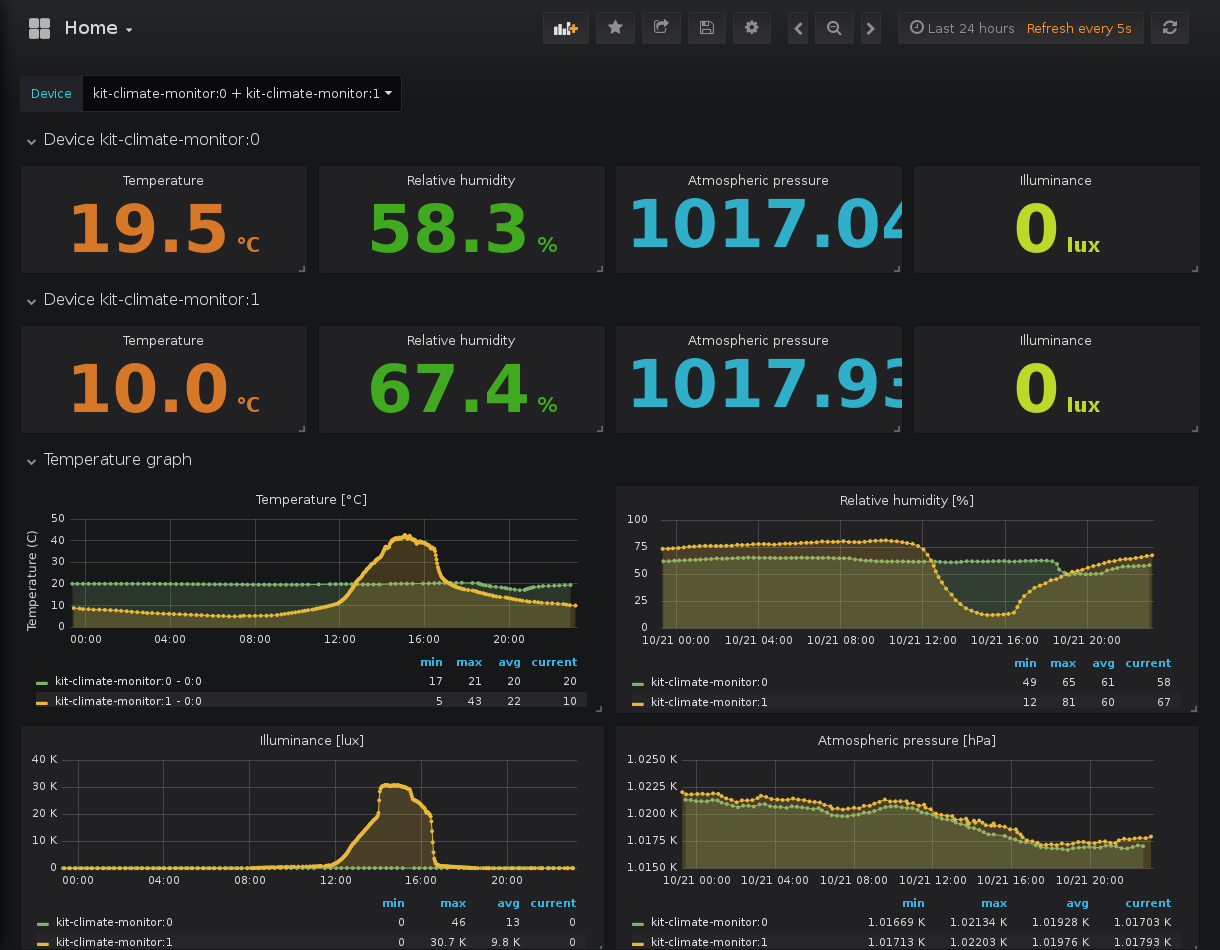 Home
Last 24 hours Refresh every 5s
Device kit-climate-monitor:0 + kit-climate-monitor:1
Device kit-climate-monitor:0
Temperature Relative humidity Atmospheric pressure Illuminance
19.5 °C 58.3 % 1017.04 0 lux
Device kit-climate-monitor:1
Temperature Relative humidity Atmospheric pressure Illuminance
10.0 °C 67.4 % 1017.93 0 lux
Temperature graph
Temperature [°C]
Temperature (C)
50
40
30
20
10
0
00:00 04:00 08:00 12:00 16:00 20:00
min max avg current
kit-climate-monitor:0 - 0:0 17 21 20 20
kit-climate-monitor:1 - 0:0 5 43 22 10
Relative humidity [%]
100
75
50
25
0
10/21 00:00 10/21 04:00 10/21 08:00 10/21 12:00 10/21 16:00 10/21 20:00
min max avg current
kit-climate-monitor:0 49 65 61 58
kit-climate-monitor:1 12 81 60 67
Illuminance [lux]
40 K
30 K
20 K
10 K
0
00:00 04:00 08:00 12:00 16:00 20:00
min max avg current
kit-climate-monitor:0 0 46 13 0
kit-climate-monitor:1 0 30.7 K 9.8 K 0
Atmospheric pressure [hPa]
1.0250 K
1.0225 K
1.0200 K
1.0175 K
1.0150 K
10/21 00:00 10/21 04:00 10/21 08:00 10/21 12:00 10/21 16:00 10/21 20:00
min max avg current
kit-climate-monitor:0 1.01669 K 1.02134 K 1.01928 K 1.01703 K
kit-climate-monitor:1 1.01713 K 1.02203 K 1.01976 K 1.01793 K